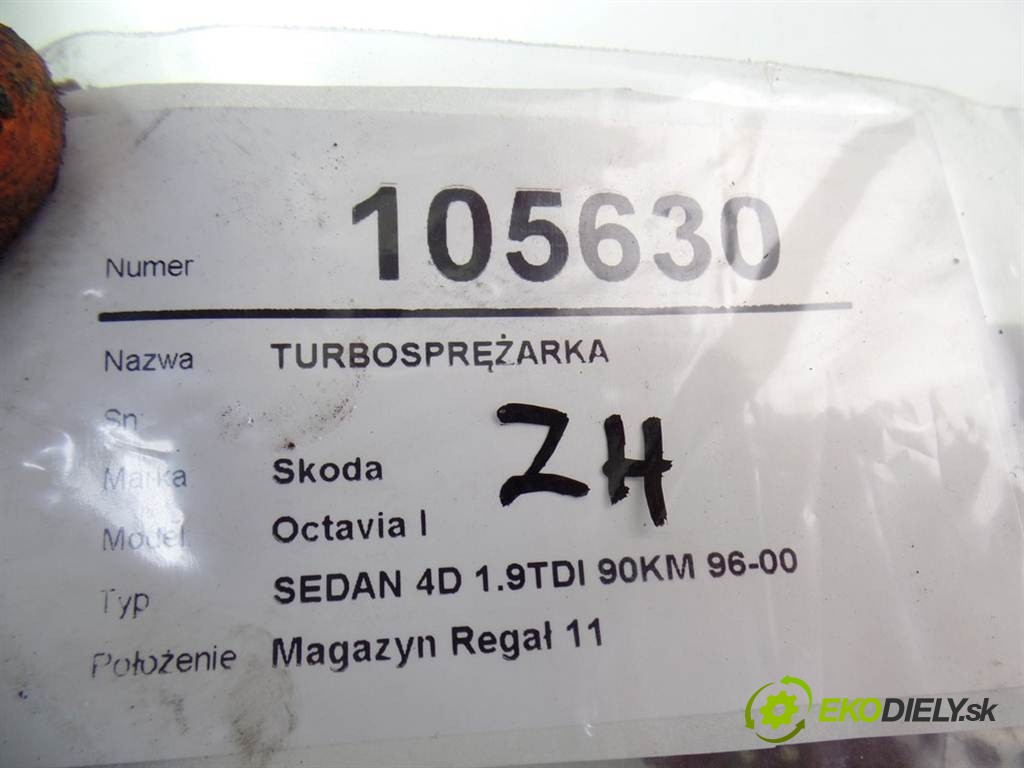 Numer 105630
Nazwa TURBOSPRĘŻARKA
Sn
Marka Skoda
ZH
Model Octavia I
Typ SEDAN 4D 1.9TDI 90KM 96-00
Położenie Magazyn Regał 11
EKODIELY.sk